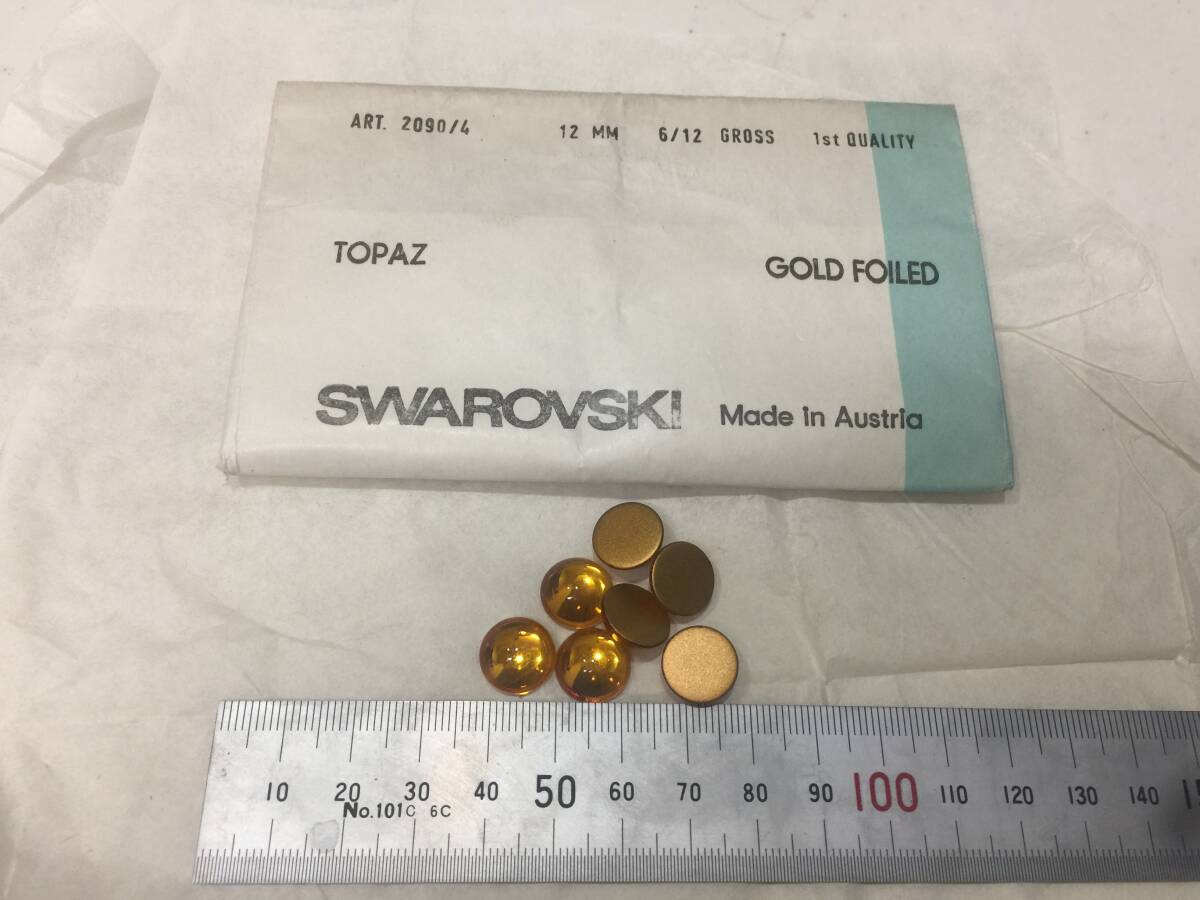 ART. 2090/4 12 MM 6/12 GROSS 1st QUALITY
TOPAZ GOLD FOILED
SWAROVSKI Made in Austria
10 20 30 40 50 60 70 80 90 100 110 120 130 140
No.101C 6C